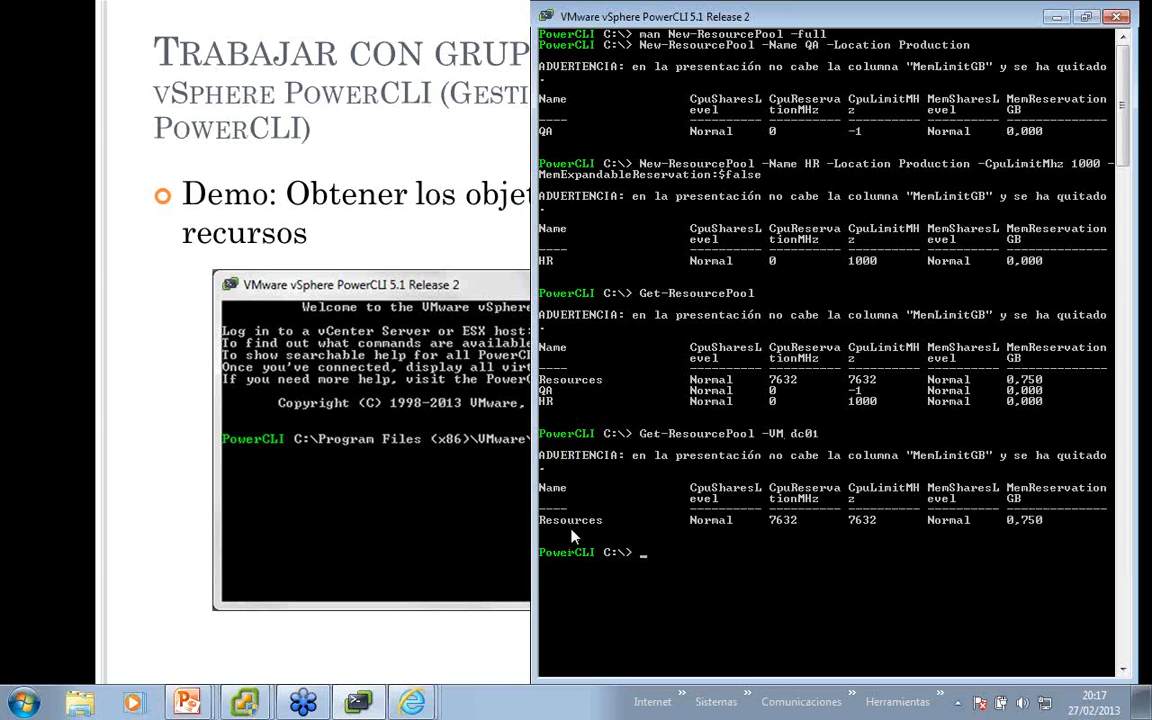 TRABAJAR CON GRUP
VSPHERE POWERCLI (GESTI
POWERCLI)
Demo: Obtener los obje
recursos
VMware vSphere PowerCLI 5.1 Release 2
Welcome to the VMware vSphere
Log in to a vCenter Server or ESX host:
To find out what commands are available
To show searchable help for all PowerCL
Once you've connected, display all virt
If you need more help, visit the Power
Copyright (C) 1998-2013 VMware,
PowerCLI C:\Program Files (x86)\VMware\
VMware vSphere PowerCLI 5.1 Release 2
PowerCLI C:\> man New-ResourcePool -full
PowerCLI C:\> New-ResourcePool -Name QA -Location Production
ADVERTENCIA: en la presentación no cabe la columna "MemLimitGB" y se ha quitado
.
Name CpuSharesL CpuReserva CpuLimitMH MemSharesL MemReservation
evel tionMHz z evel GB
---- ---------- ---------- ---------- ---------- --------------
QA Normal 0 -1 Normal 0,000
PowerCLI C:\> New-ResourcePool -Name HR -Location Production -CpuLimitMhz 1000 -
MemExpandableReservation:$false
ADVERTENCIA: en la presentación no cabe la columna "MemLimitGB" y se ha quitado
.
Name CpuSharesL CpuReserva CpuLimitMH MemSharesL MemReservation
evel tionMHz z evel GB
---- ---------- ---------- ---------- ---------- --------------
HR Normal 0 1000 Normal 0,000
PowerCLI C:\> Get-ResourcePool
ADVERTENCIA: en la presentación no cabe la columna "MemLimitGB" y se ha quitado
.
Name CpuSharesL CpuReserva CpuLimitMH MemSharesL MemReservation
evel tionMHz z evel GB
---- ---------- ---------- ---------- ---------- --------------
Resources Normal 7632 7632 Normal 0,750
QA Normal 0 -1 Normal 0,000
HR Normal 0 1000 Normal 0,000
PowerCLI C:\> Get-ResourcePool -VM dc01
ADVERTENCIA: en la presentación no cabe la columna "MemLimitGB" y se ha quitado
.
Name CpuSharesL CpuReserva CpuLimitMH MemSharesL MemReservation
evel tionMHz z evel GB
---- ---------- ---------- ---------- ---------- --------------
Resources Normal 7632 7632 Normal 0,750
PowerCLI C:\> _
Internet » Sistemas » Comunicaciones » Herramientas »
20:17
27/02/2013